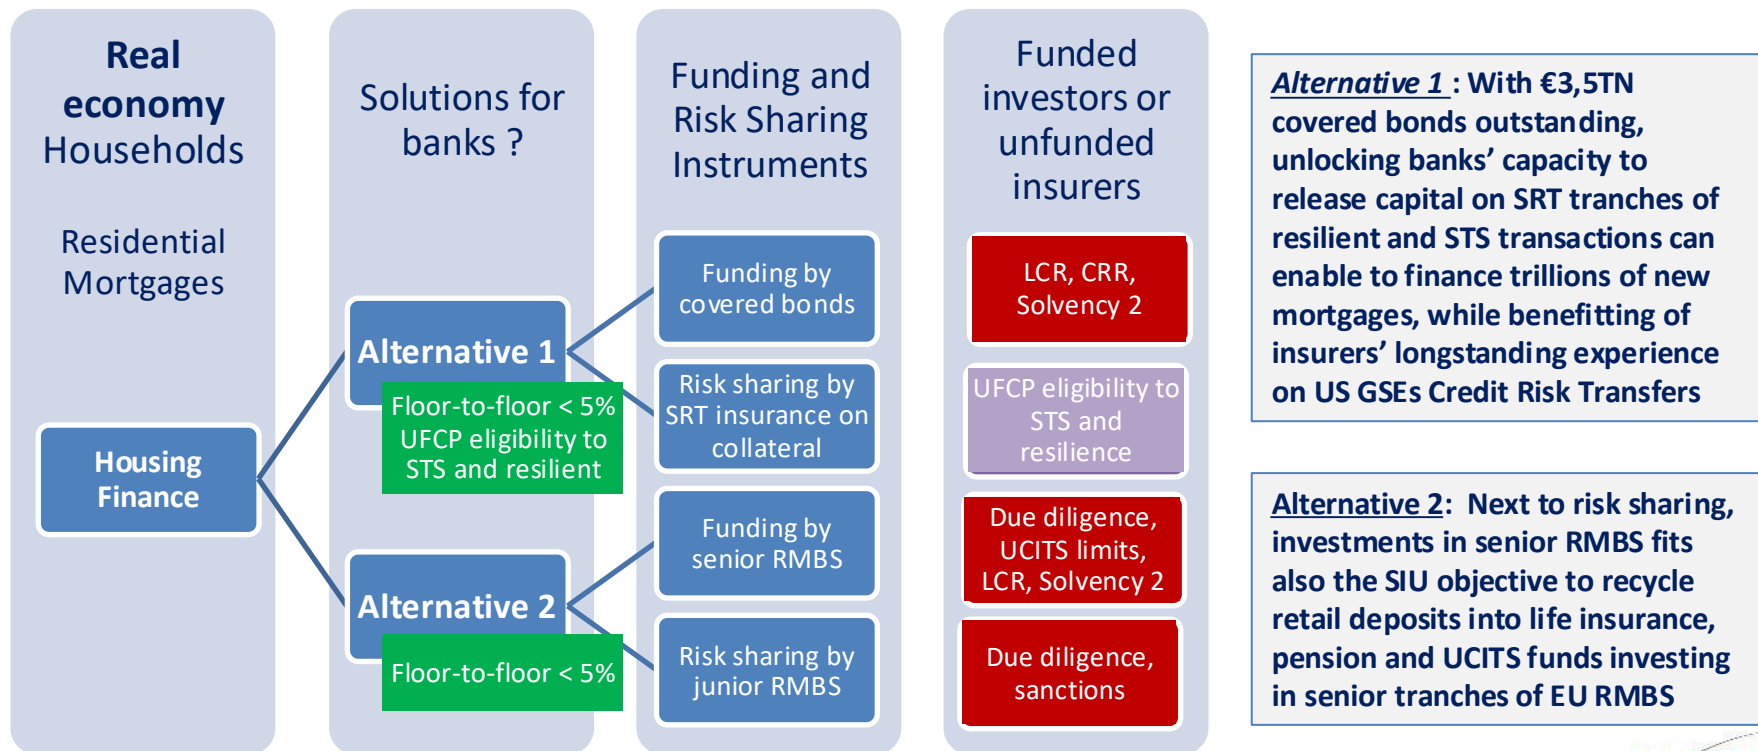 Real
economy
Households
Residential
Mortgages
Housing
Finance
Solutions for
banks ?
Alternative 1
Floor-to-floor < 5%
UFCP eligibility to
STS and resilient
Alternative 2
Floor-to-floor < 5%
Funding and
Risk Sharing
Instruments
Funding by
covered bonds
Risk sharing by
SRT insurance on
collateral
Funding by
senior RMBS
Risk sharing by
junior RMBS
Funded
investors or
unfunded
insurers
LCR, CRR,
Solvency 2
UFCP eligibility to
STS and
resilience
Due diligence,
UCITS limits,
LCR, Solvency 2
Due diligence,
sanctions
Alternative 1 : With €3,5TN
covered bonds outstanding,
unlocking banks’ capacity to
release capital on SRT tranches of
resilient and STS transactions can
enable to finance trillions of new
mortgages, while benefitting of
insurers’ longstanding experience
on US GSEs Credit Risk Transfers
Alternative 2: Next to risk sharing,
investments in senior RMBS fits
also the SIU objective to recycle
retail deposits into life insurance,
pension and UCITS funds investing
in senior tranches of EU RMBS